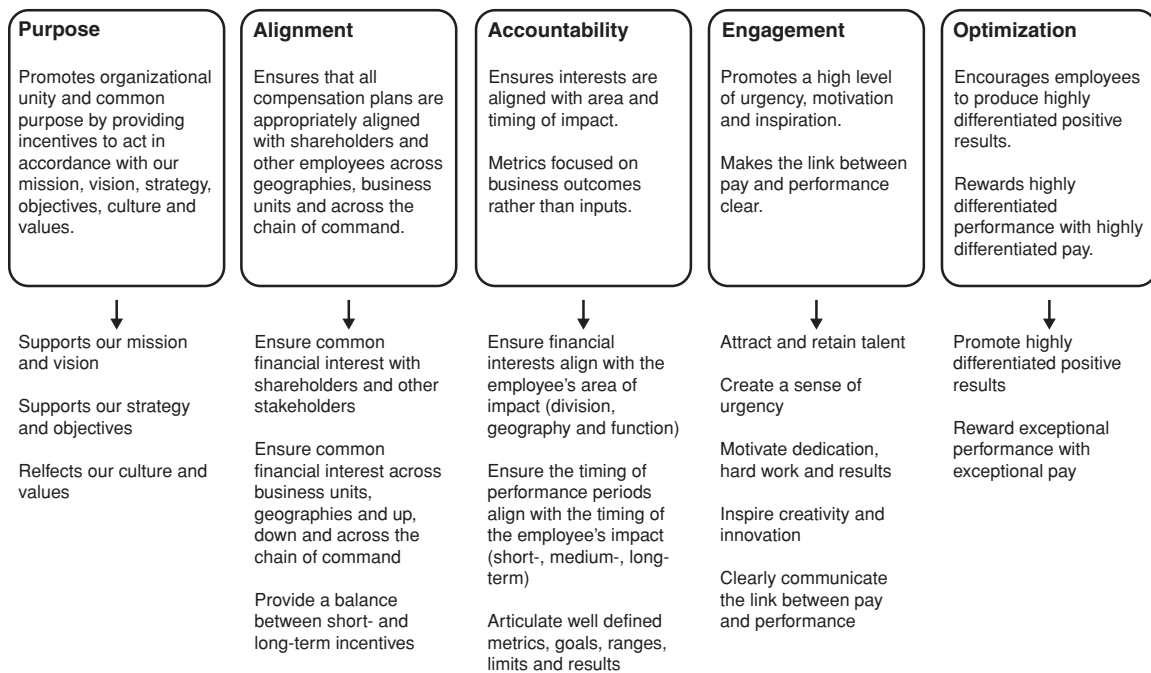 Purpose
Promotes organizational
unity and common
purpose by providing
incentives to act in
accordance with our
mission, vision, strategy,
objectives, culture and
values.
Supports our mission
and vision
Supports our strategy
and objectives
Relfects our culture and
values
Alignment
Ensures that all
compensation plans are
appropriately aligned
with shareholders and
other employees across
geographies, business
units and across the
chain of command.
Ensure common
financial interest with
shareholders and other
stakeholders
Ensure common
financial interest across
business units,
geographies and up,
down and across the
chain of command
Provide a balance
between short- and
long-term incentives
Accountability
Ensures interests are
aligned with area and
timing of impact.
Metrics focused on
business outcomes
rather than inputs.
Ensure financial
interests align with the
employee’s area of
impact (division,
geography and function)
Ensure the timing of
performance periods
align with the timing of
the employee’s impact
(short-, medium-, long-
term)
Articulate well defined
metrics, goals, ranges,
limits and results
Engagement
Promotes a high level
of urgency, motivation
and inspiration.
Makes the link between
pay and performance
clear.
Attract and retain talent
Create a sense of
urgency
Motivate dedication,
hard work and results
Inspire creativity and
innovation
Clearly communicate
the link between pay
and performance
Optimization
Encourages employees
to produce highly
differentiated positive
results.
Rewards highly
differentiated
performance with highly
differentiated pay.
Promote highly
differentiated positive
results
Reward exceptional
performance with
exceptional pay